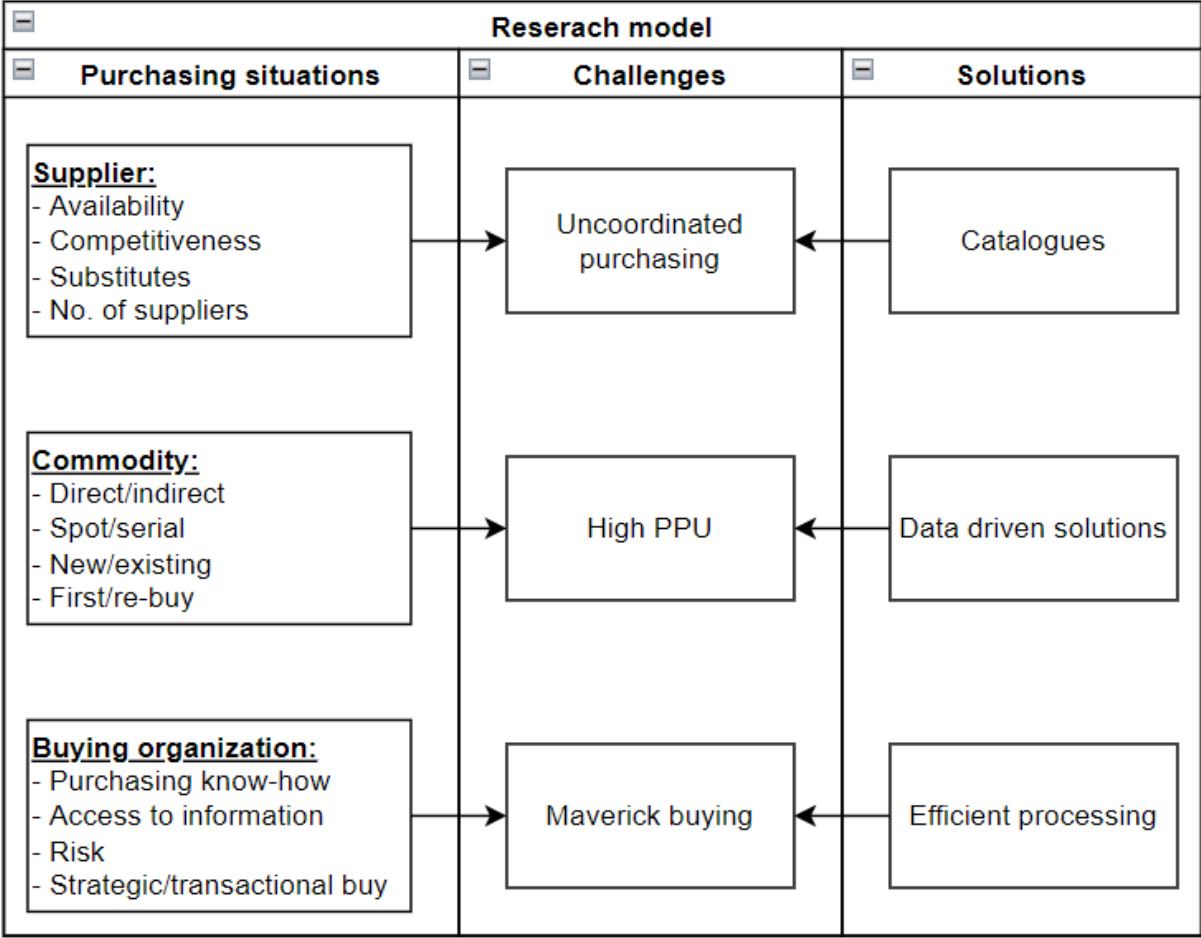 Reserach model
Purchasing situations
Challenges
Solutions
Supplier:
- Availability
- Competitiveness
- Substitutes
- No. of suppliers
Uncoordinated
purchasing
Catalogues
Commodity:
- Direct/indirect
- Spot/serial
- New/existing
- First/re-buy
High PPU
Data driven solutions
Buying organization:
- Purchasing know-how
- Access to information
- Risk
- Strategic/transactional buy
Maverick buying
Efficient processing